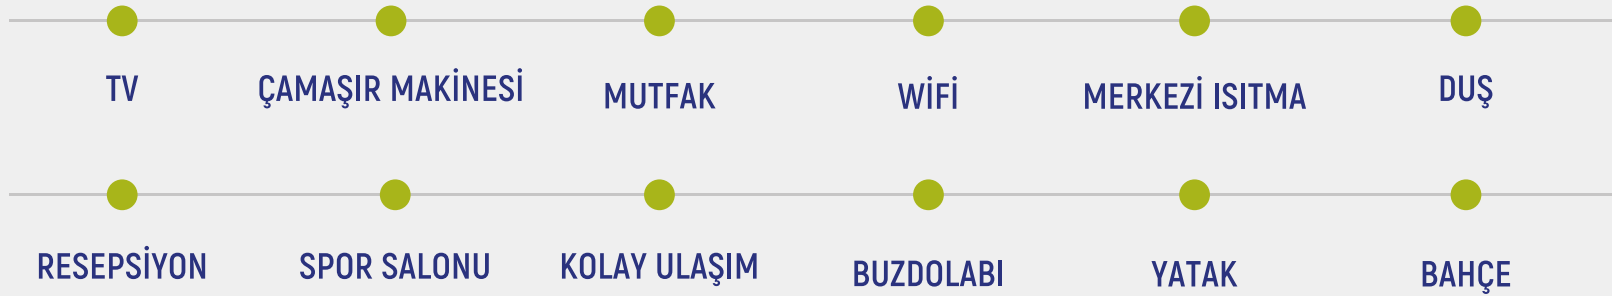 TV ÇAMAŞIR MAKİNESİ MUTFAK WİFİ MERKEZİ ISITMA DUŞ
RESEPSİYON SPOR SALONU KOLAY ULAŞIM BUZDOLABI YATAK BAHÇE